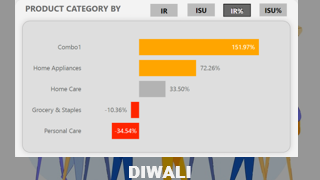 PRODUCT CATEGORY BY
IR
ISU
IR%
ISU%
Combo1
151.97%
Home Appliances
72.26%
Home Care
33.50%
Grocery & Staples
-10.36%
Personal Care
-34.54%
DIWALI